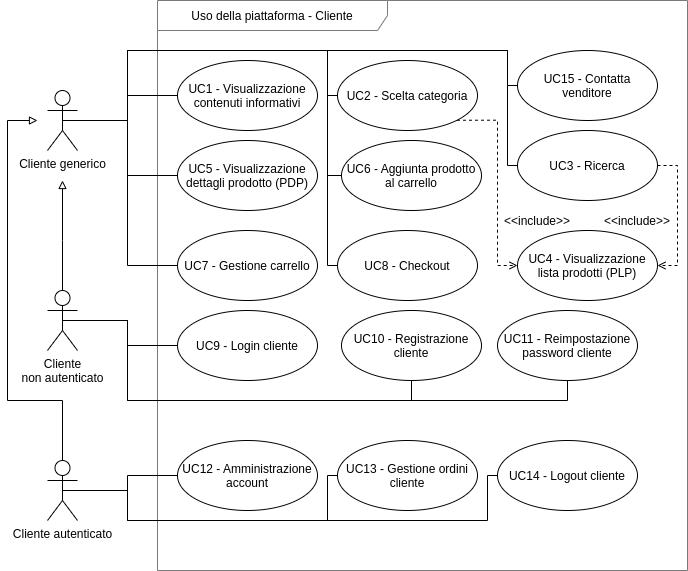 Uso della piattaforma - Cliente
UC1 - Visualizzazione
contenuti informativi
UC2 - Scelta categoria
UC15 - Contatta
venditore
Cliente generico
UC5 - Visualizzazione
dettagli prodotto (PDP)
UC6 - Aggiunta prodotto
al carrello
UC3 - Ricerca
<<include>>
<<include>>
UC7 - Gestione carrello
UC8 - Checkout
UC4 - Visualizzazione
lista prodotti (PLP)
Cliente
non autenticato
UC9 - Login cliente
UC10 - Registrazione
cliente
UC11 - Reimpostazione
password cliente
Cliente autenticato
UC12 - Amministrazione
account
UC13 - Gestione ordini
cliente
UC14 - Logout cliente